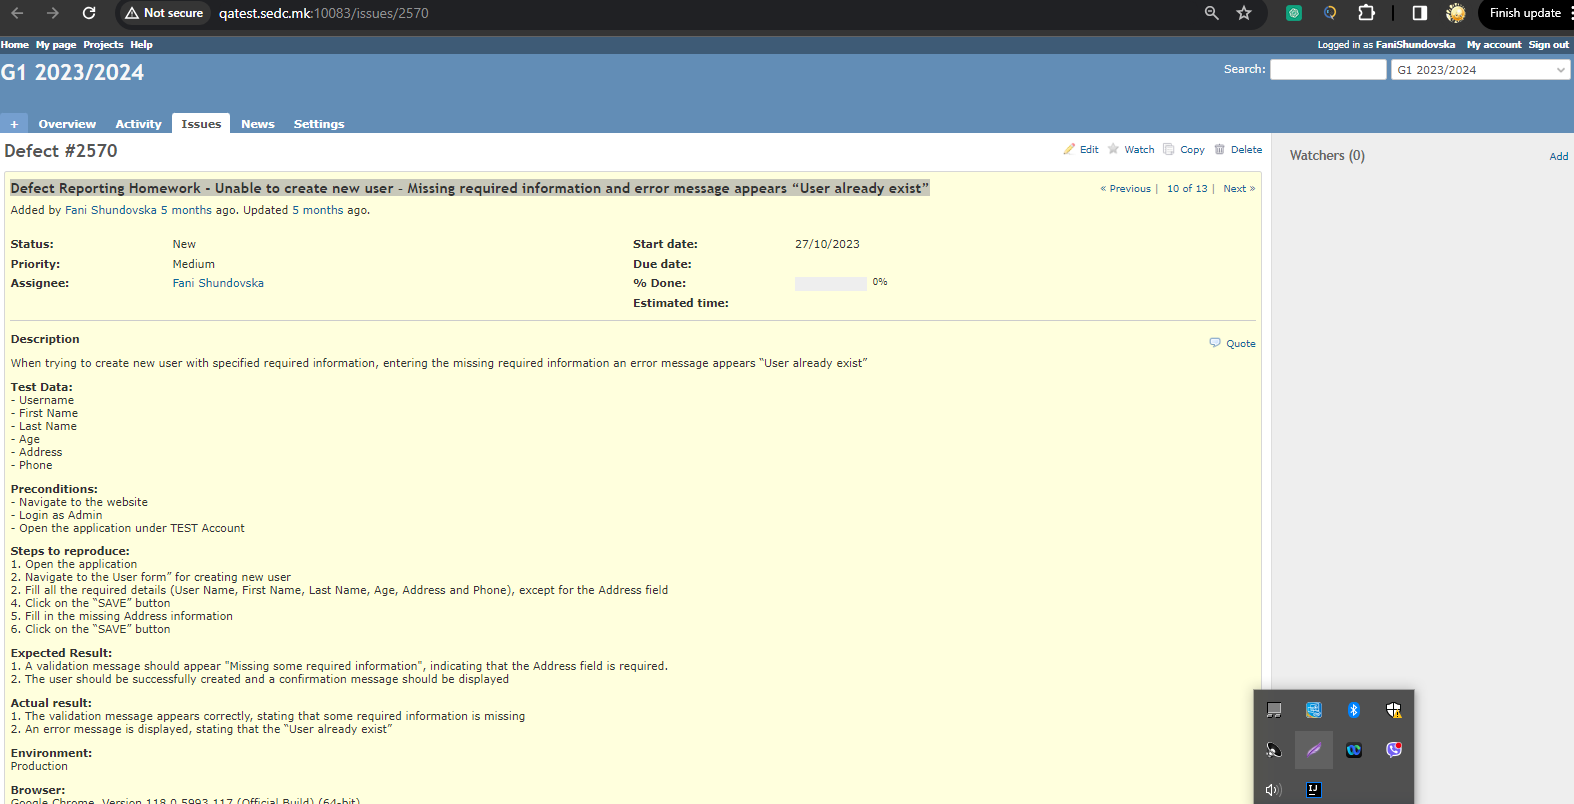 Not secure
qatest.sedc.mk:10083/issues/2570
Finish update
Home My page Projects Help
Logged in as FaniShundovska My account Sign out
G1 2023/2024
Search:
G1 2023/2024
+ Overview Activity Issues News Settings
Defect #2570
Edit Watch Copy Delete
Watchers (0)
Add
Defect Reporting Homework - Unable to create new user - Missing required information and error message appears “User already exist”
« Previous | 10 of 13 | Next »
Added by Fani Shundovska 5 months ago. Updated 5 months ago.
Status: New Start date: 27/10/2023
Priority: Medium Due date:
Assignee: Fani Shundovska % Done: 0%
Estimated time:
Description
Quote
When trying to create new user with specified required information, entering the missing required information an error message appears “User already exist”
Test Data:
- Username
- First Name
- Last Name
- Age
- Address
- Phone
Preconditions:
- Navigate to the website
- Login as Admin
- Open the application under TEST Account
Steps to reproduce:
1. Open the application
2. Navigate to the User form” for creating new user
2. Fill all the required details (User Name, First Name, Last Name, Age, Address and Phone), except for the Address field
4. Click on the “SAVE” button
5. Fill in the missing Address information
6. Click on the “SAVE” button
Expected Result:
1. A validation message should appear "Missing some required information", indicating that the Address field is required.
2. The user should be successfully created and a confirmation message should be displayed
Actual result:
1. The validation message appears correctly, stating that some required information is missing
2. An error message is displayed, stating that the “User already exist”
Environment:
Production
Browser:
Google Chrome, Version 118.0.5993.117 (Official Build) (64-bit)
IJ